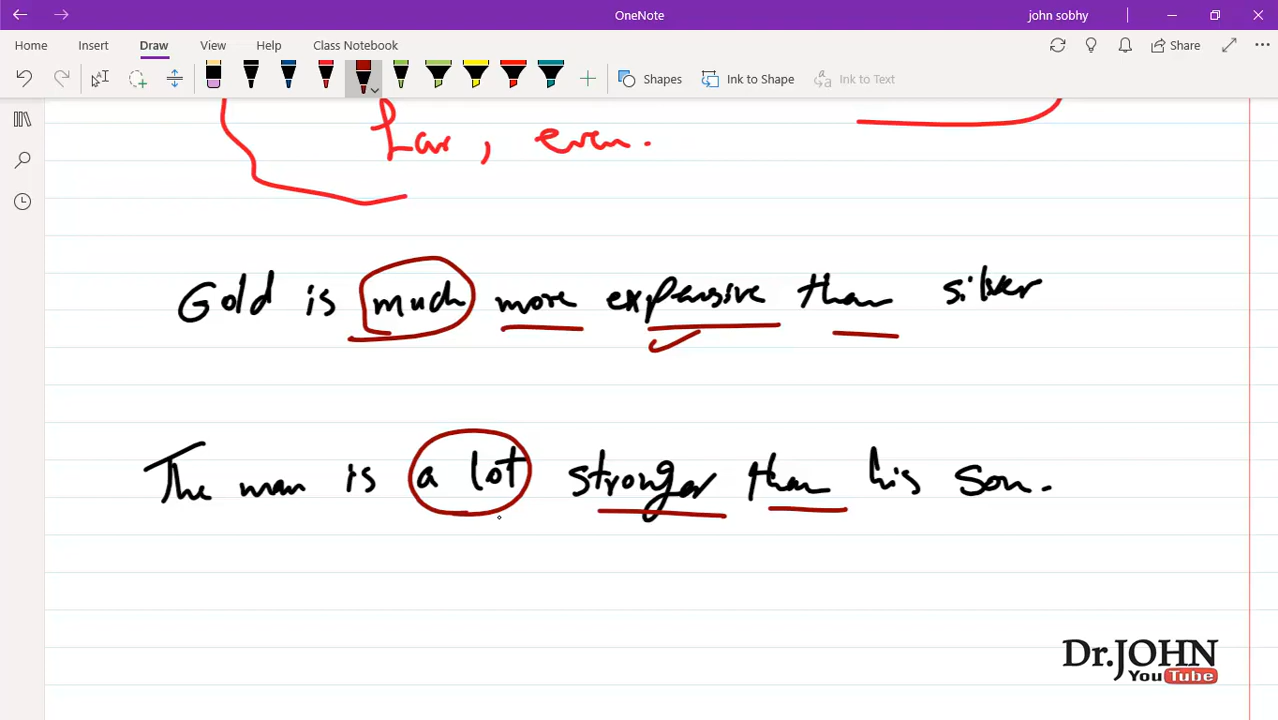 OneNote
john sobhy
Home Insert Draw View Help Class Notebook Share
Shapes Ink to Shape Ink to Text
far, even.
Gold is much more expensive than silver
The man is a lot stronger than his son.
Dr.JOHN
YouTube